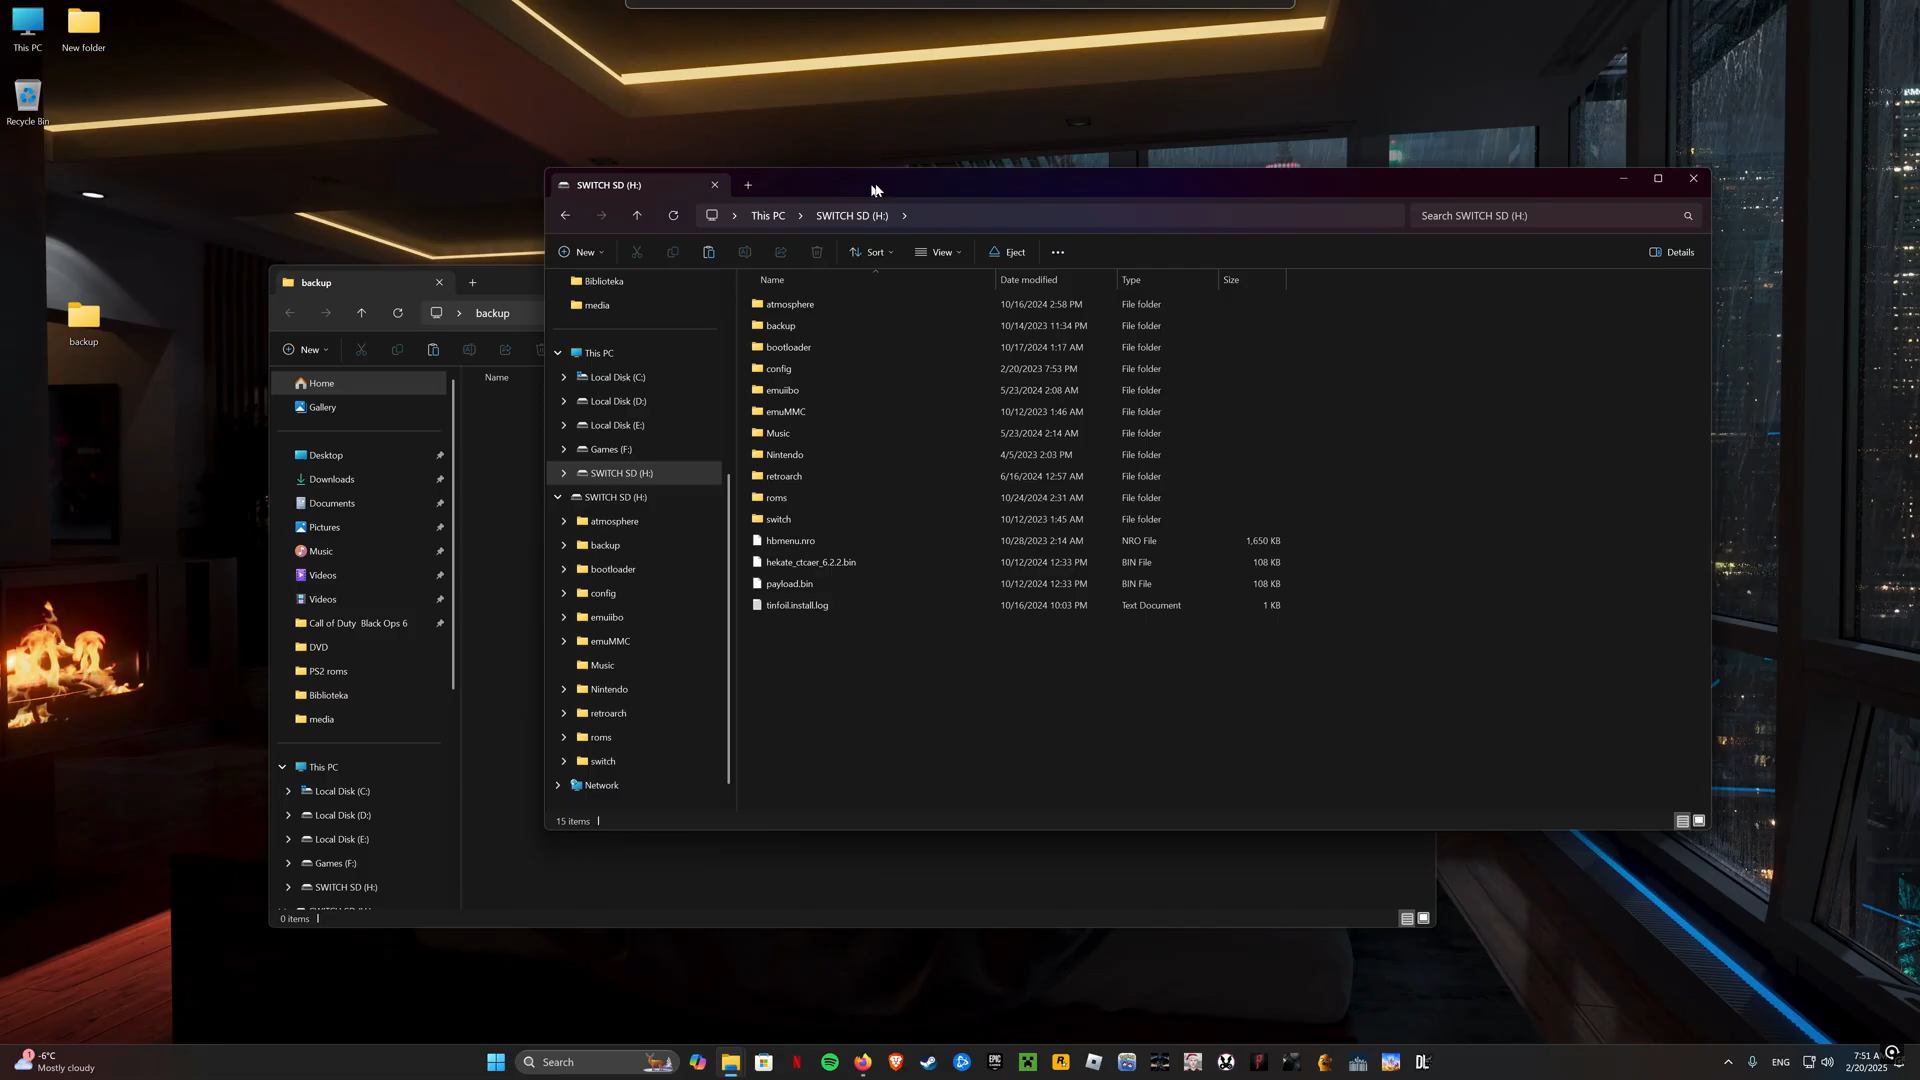 This PC
New folder
Recycle Bin
backup
backup
backup
New
Name
Home
Gallery
Desktop
Downloads
Documents
Pictures
Music
Videos
Videos
Call of Duty Black Ops 6
DVD
PS2 roms
Biblioteka
media
This PC
Local Disk (C:)
Local Disk (D:)
Local Disk (E:)
Games (F:)
SWITCH SD (H:)
0 items
SWITCH SD (H:)
This PC
SWITCH SD (H:)
Search SWITCH SD (H:)
New
Sort
View
Eject
Details
Biblioteka
media
This PC
Local Disk (C:)
Local Disk (D:)
Local Disk (E:)
Games (F:)
SWITCH SD (H:)
SWITCH SD (H:)
atmosphere
backup
bootloader
config
emuiibo
emuMMC
Music
Nintendo
retroarch
roms
switch
Network
Name Date modified Type Size
atmosphere 10/16/2024 2:58 PM File folder
backup 10/14/2023 11:34 PM File folder
bootloader 10/17/2024 1:17 AM File folder
config 2/20/2023 7:53 PM File folder
emuiibo 5/23/2024 2:08 AM File folder
emuMMC 10/12/2023 1:46 AM File folder
Music 5/23/2024 2:14 AM File folder
Nintendo 4/5/2023 2:03 PM File folder
retroarch 6/16/2024 12:57 AM File folder
roms 10/24/2024 2:31 AM File folder
switch 10/12/2023 1:45 AM File folder
hbmenu.nro 10/28/2023 2:14 AM NRO File 1,650 KB
hekate_ctcaer_6.2.2.bin 10/12/2024 12:33 PM BIN File 108 KB
payload.bin 10/12/2024 12:33 PM BIN File 108 KB
tinfoil.install.log 10/16/2024 10:03 PM Text Document 1 KB
15 items
1
-6°C
Mostly cloudy
Search
EPIC GAMES
DL
ENG
7:51 A
2/20/2025